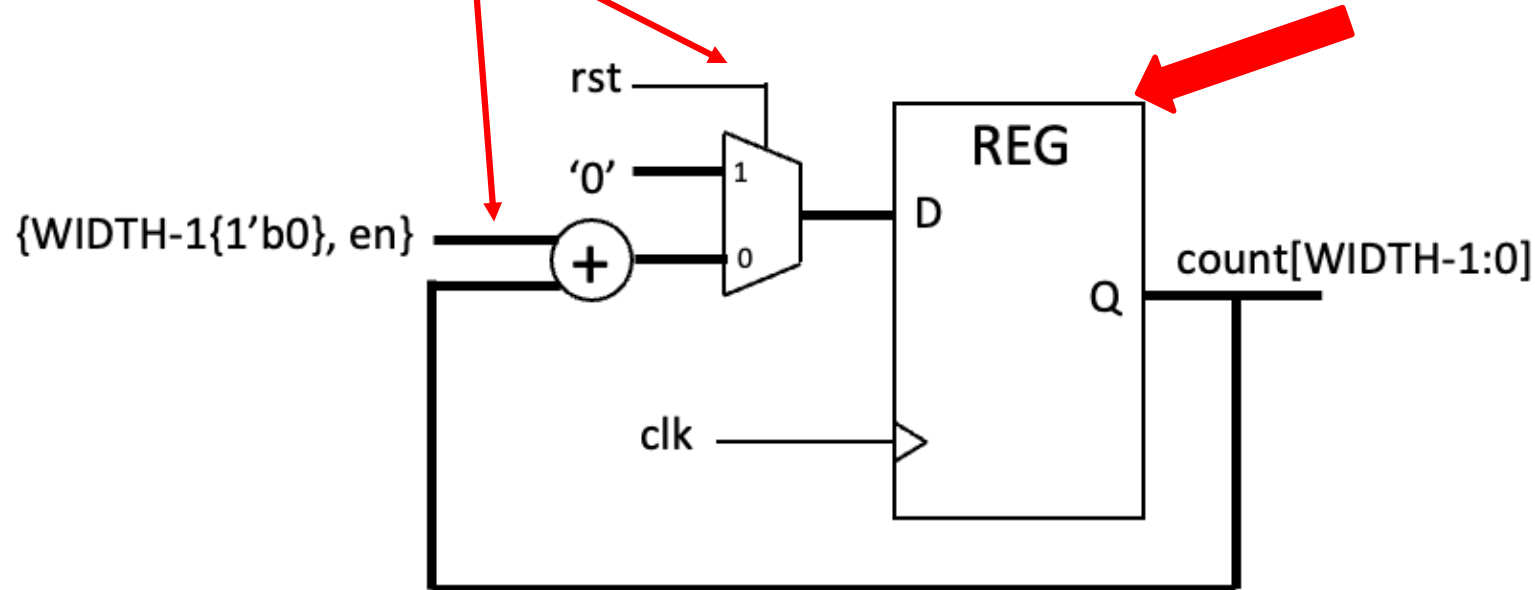 rst
REG
‘0’
1
D
{WIDTH-1{1’b0}, en}
+
0
count[WIDTH-1:0]
Q
clk